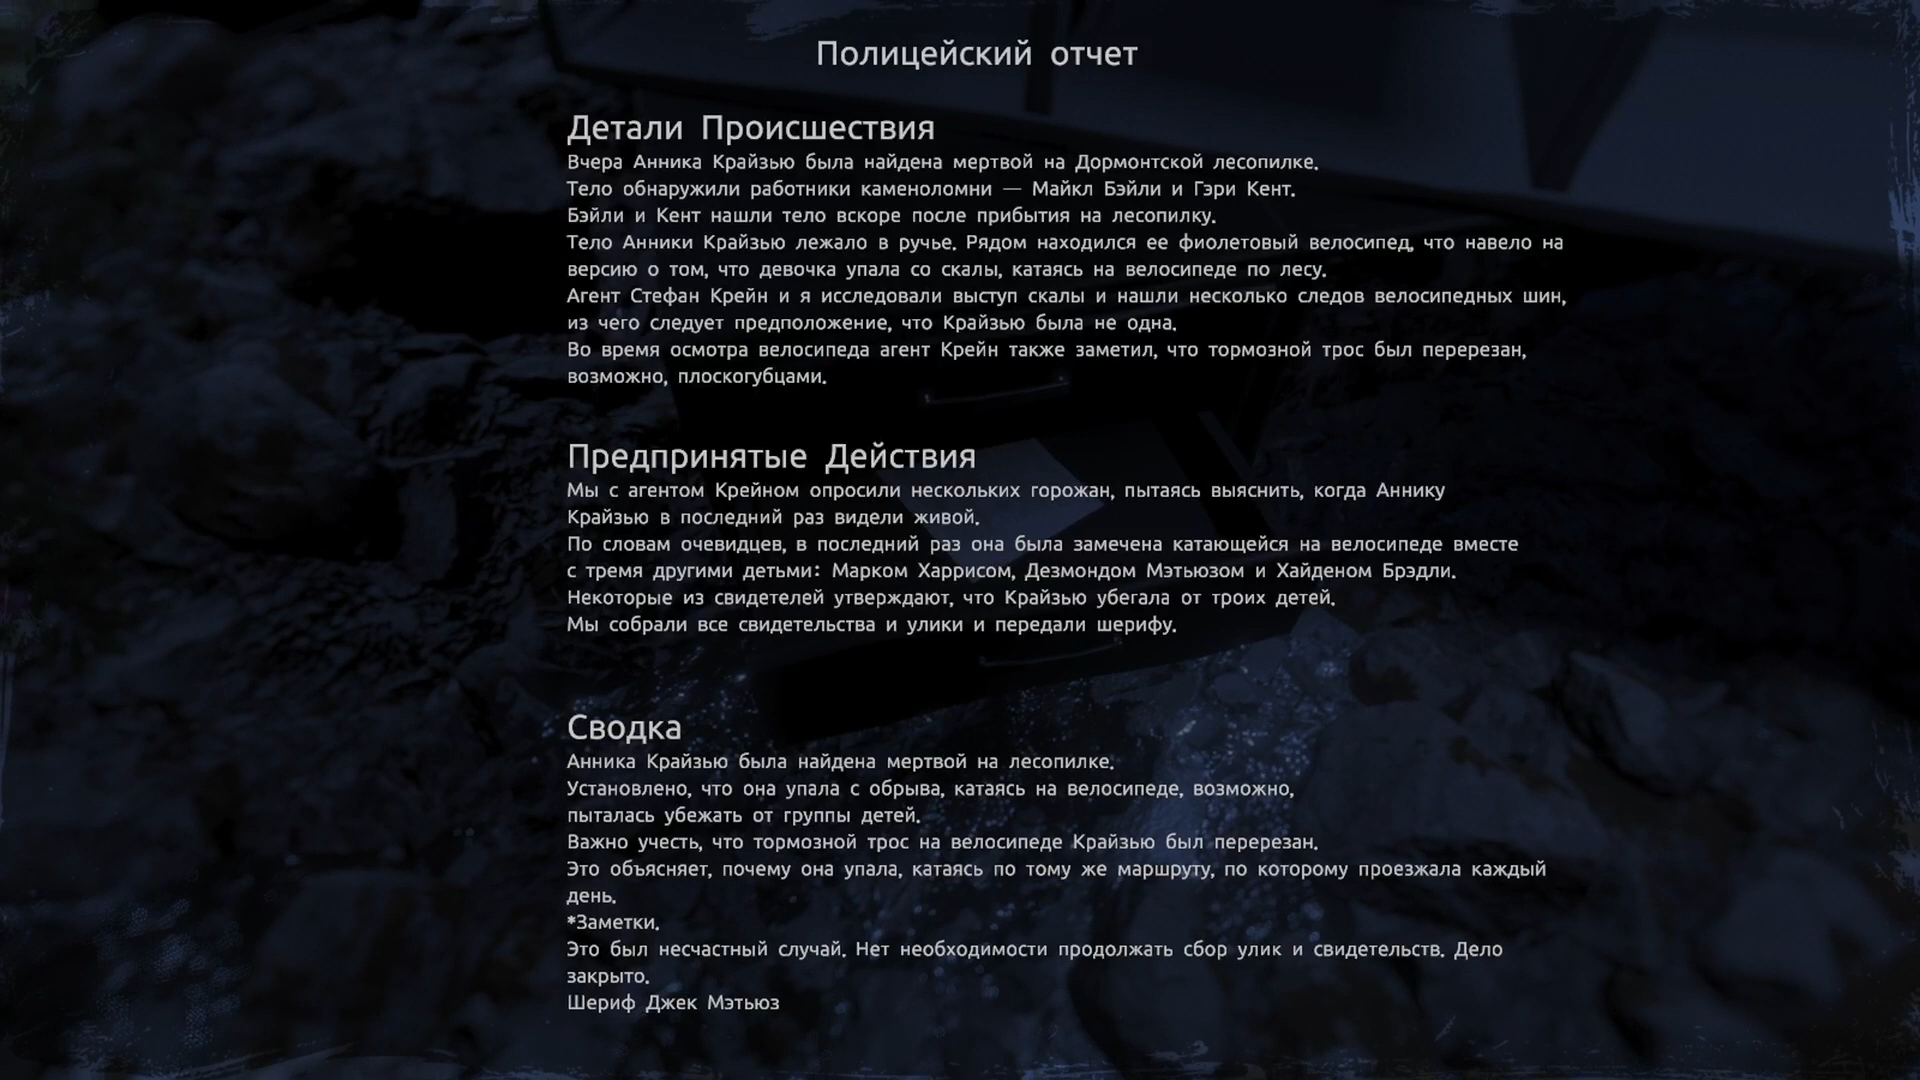 Полицейский отчет
Детали Происшествия
Вчера Анника Крайзью была найдена мертвой на Дормонтской лесопилке.
Тело обнаружили работники каменоломни — Майкл Бэйли и Гэри Кент.
Бэйли и Кент нашли тело вскоре после прибытия на лесопилку.
Тело Анники Крайзью лежало в ручье. Рядом находился ее фиолетовый велосипед, что навело на
версию о том, что девочка упала со скалы, катаясь на велосипеде по лесу.
Агент Стефан Крейн и я исследовали выступ скалы и нашли несколько следов велосипедных шин,
из чего следует предположение, что Крайзью была не одна.
Во время осмотра велосипеда агент Крейн также заметил, что тормозной трос был перерезан,
возможно, плоскогубцами.
Предпринятые Действия
Мы с агентом Крейном опросили нескольких горожан, пытаясь выяснить, когда Аннику
Крайзью в последний раз видели живой.
По словам очевидцев, в последний раз она была замечена катающейся на велосипеде вместе
с тремя другими детьми: Марком Харрисом, Дезмондом Мэтьюзом и Хайденом Брэдли.
Некоторые из свидетелей утверждают, что Крайзью убегала от троих детей.
Мы собрали все свидетельства и улики и передали шерифу.
Сводка
Анника Крайзью была найдена мертвой на лесопилке.
Установлено, что она упала с обрыва, катаясь на велосипеде, возможно,
пыталась убежать от группы детей.
Важно учесть, что тормозной трос на велосипеде Крайзью был перерезан.
Это объясняет, почему она упала, катаясь по тому же маршруту, по которому проезжала каждый
день.
*Заметки.
Это был несчастный случай. Нет необходимости продолжать сбор улик и свидетельств. Дело
закрыто.
Шериф Джек Мэтьюз